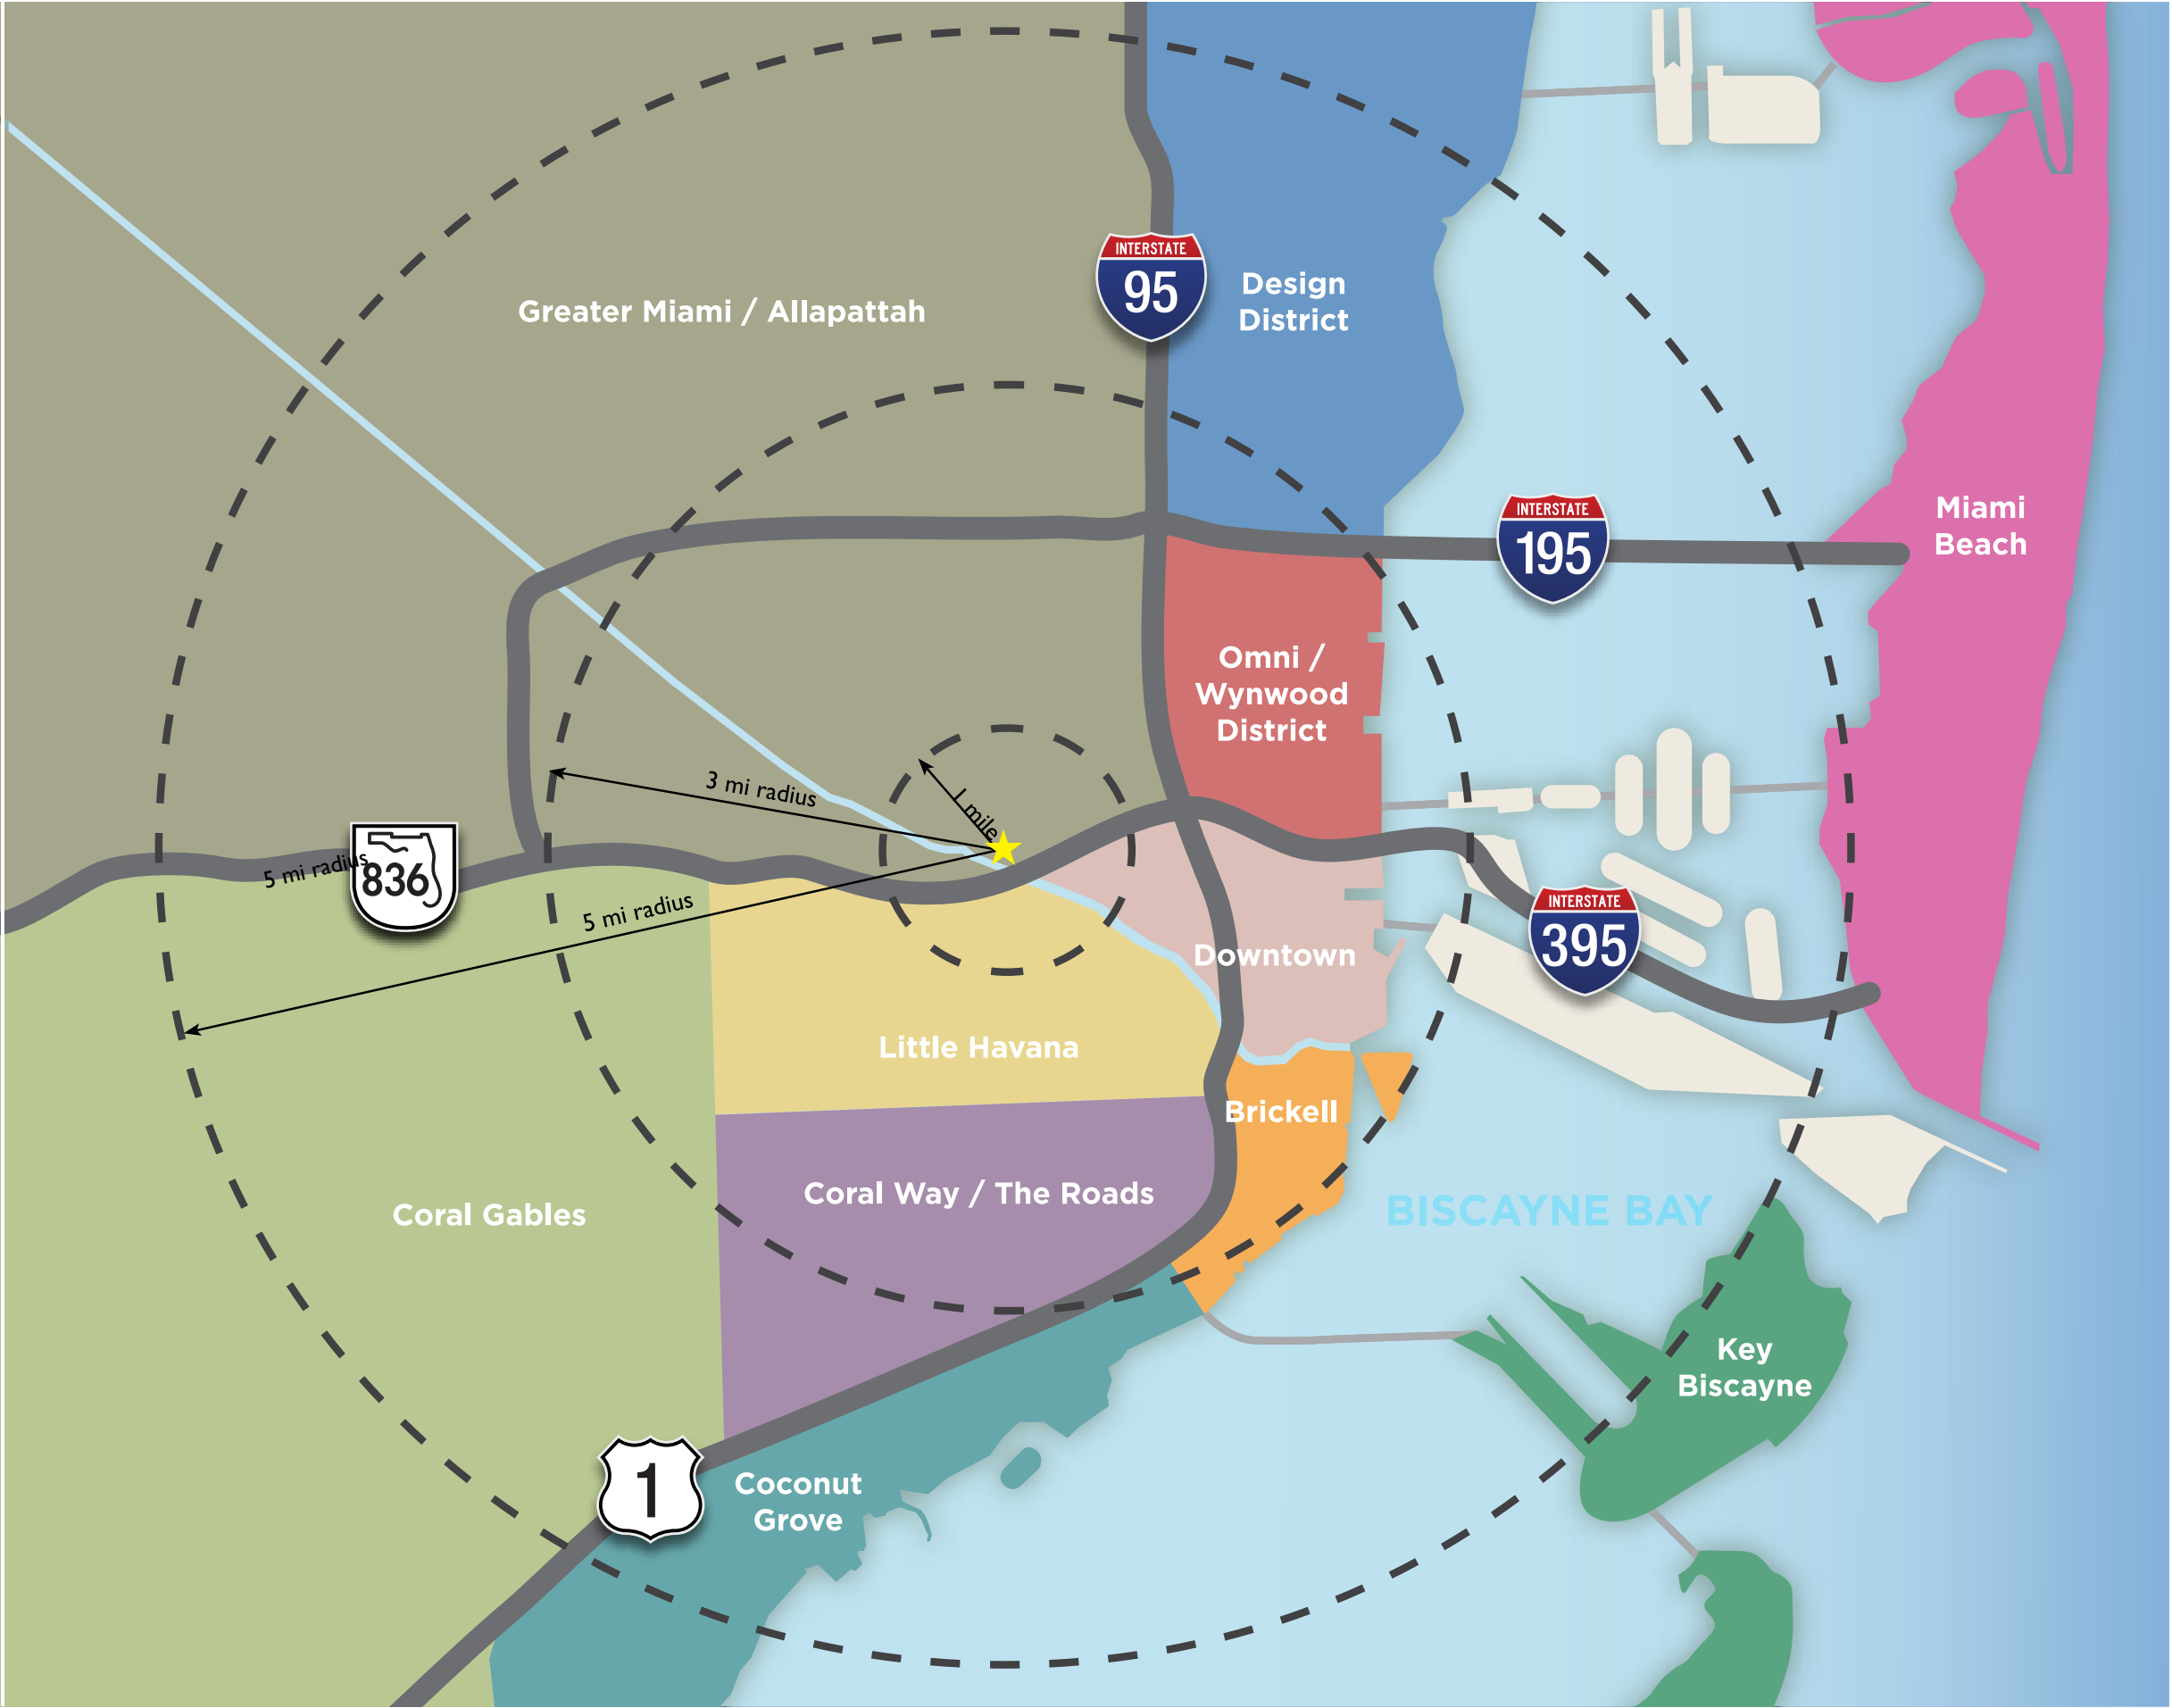 INTERSTATE
95
Design
District
Greater Miami / Allapattah
INTERSTATE
195
Miami
Beach
Omni /
Wynwood
District
3 mi radius
1 mile
5 mi radius
836
5 mi radius
INTERSTATE
395
Downtown
Little Havana
Brickell
Coral Way / The Roads
Coral Gables
BISCAYNE BAY
Key
Biscayne
1
Coconut
Grove